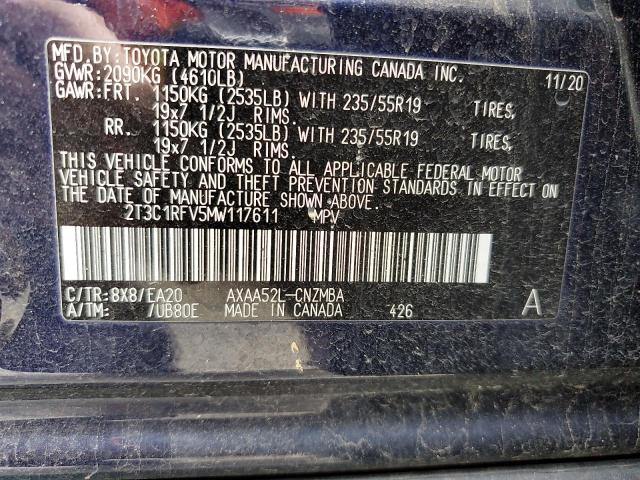 MFD.BY:TOYOTA MOTOR MANUFACTURING CANADA INC. 11/20
GVWR:2090KG (4610LB)
GAWR:FRT. 1150KG (2535LB) WITH 235/55R19 TIRES,
19x7 1/2J RIMS.
RR. 1150KG (2535LB) WITH 235/55R19 TIRES,
19x7 1/2J RIMS.
THIS VEHICLE CONFORMS TO ALL APPLICABLE FEDERAL MOTOR
VEHICLE SAFETY AND THEFT PREVENTION STANDARDS IN EFFECT ON
THE DATE OF MANUFACTURE SHOWN ABOVE.
2T3C1RFV5MW117611 MPV
C/TR:8X8/EA20 AXAA52L-CNZMBA A
A/TM: /UB80E MADE IN CANADA 426